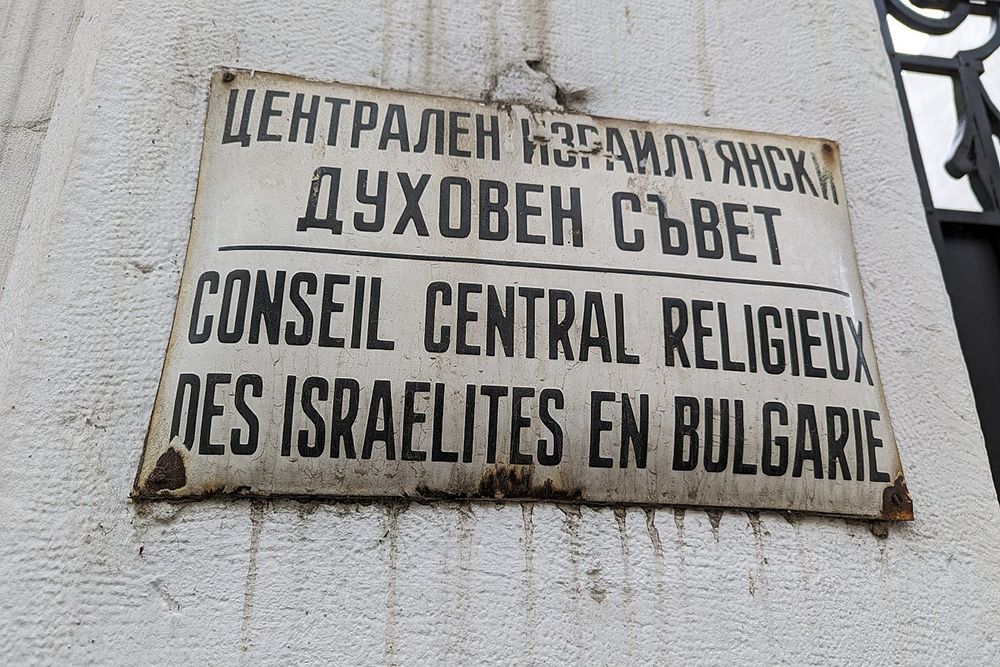 ЦЕНТРАЛЕН ИЗРАИЛТЯНСКИ
ДУХОВЕН СЪВЕТ
CONSEIL CENTRAL RELIGIEUX
DES ISRAELITES EN BULGARIE